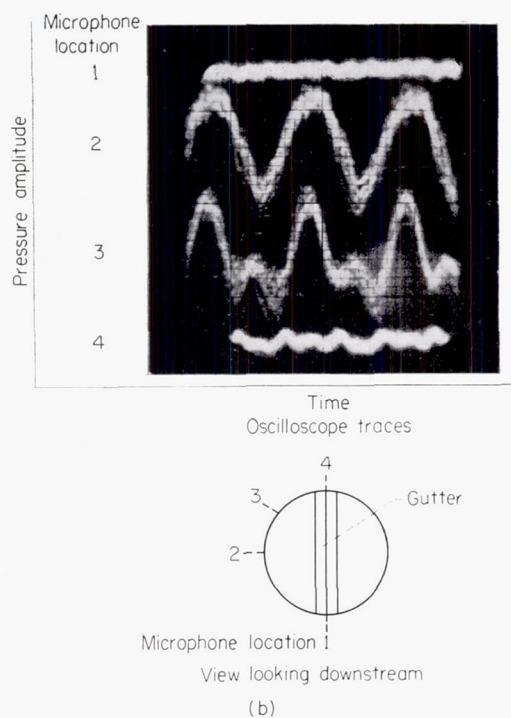 Microphone
location
1
2
3
4
Pressure amplitude
Time
Oscilloscope traces
4
3
Gutter
2
Microphone location 1
View looking downstream
(b)